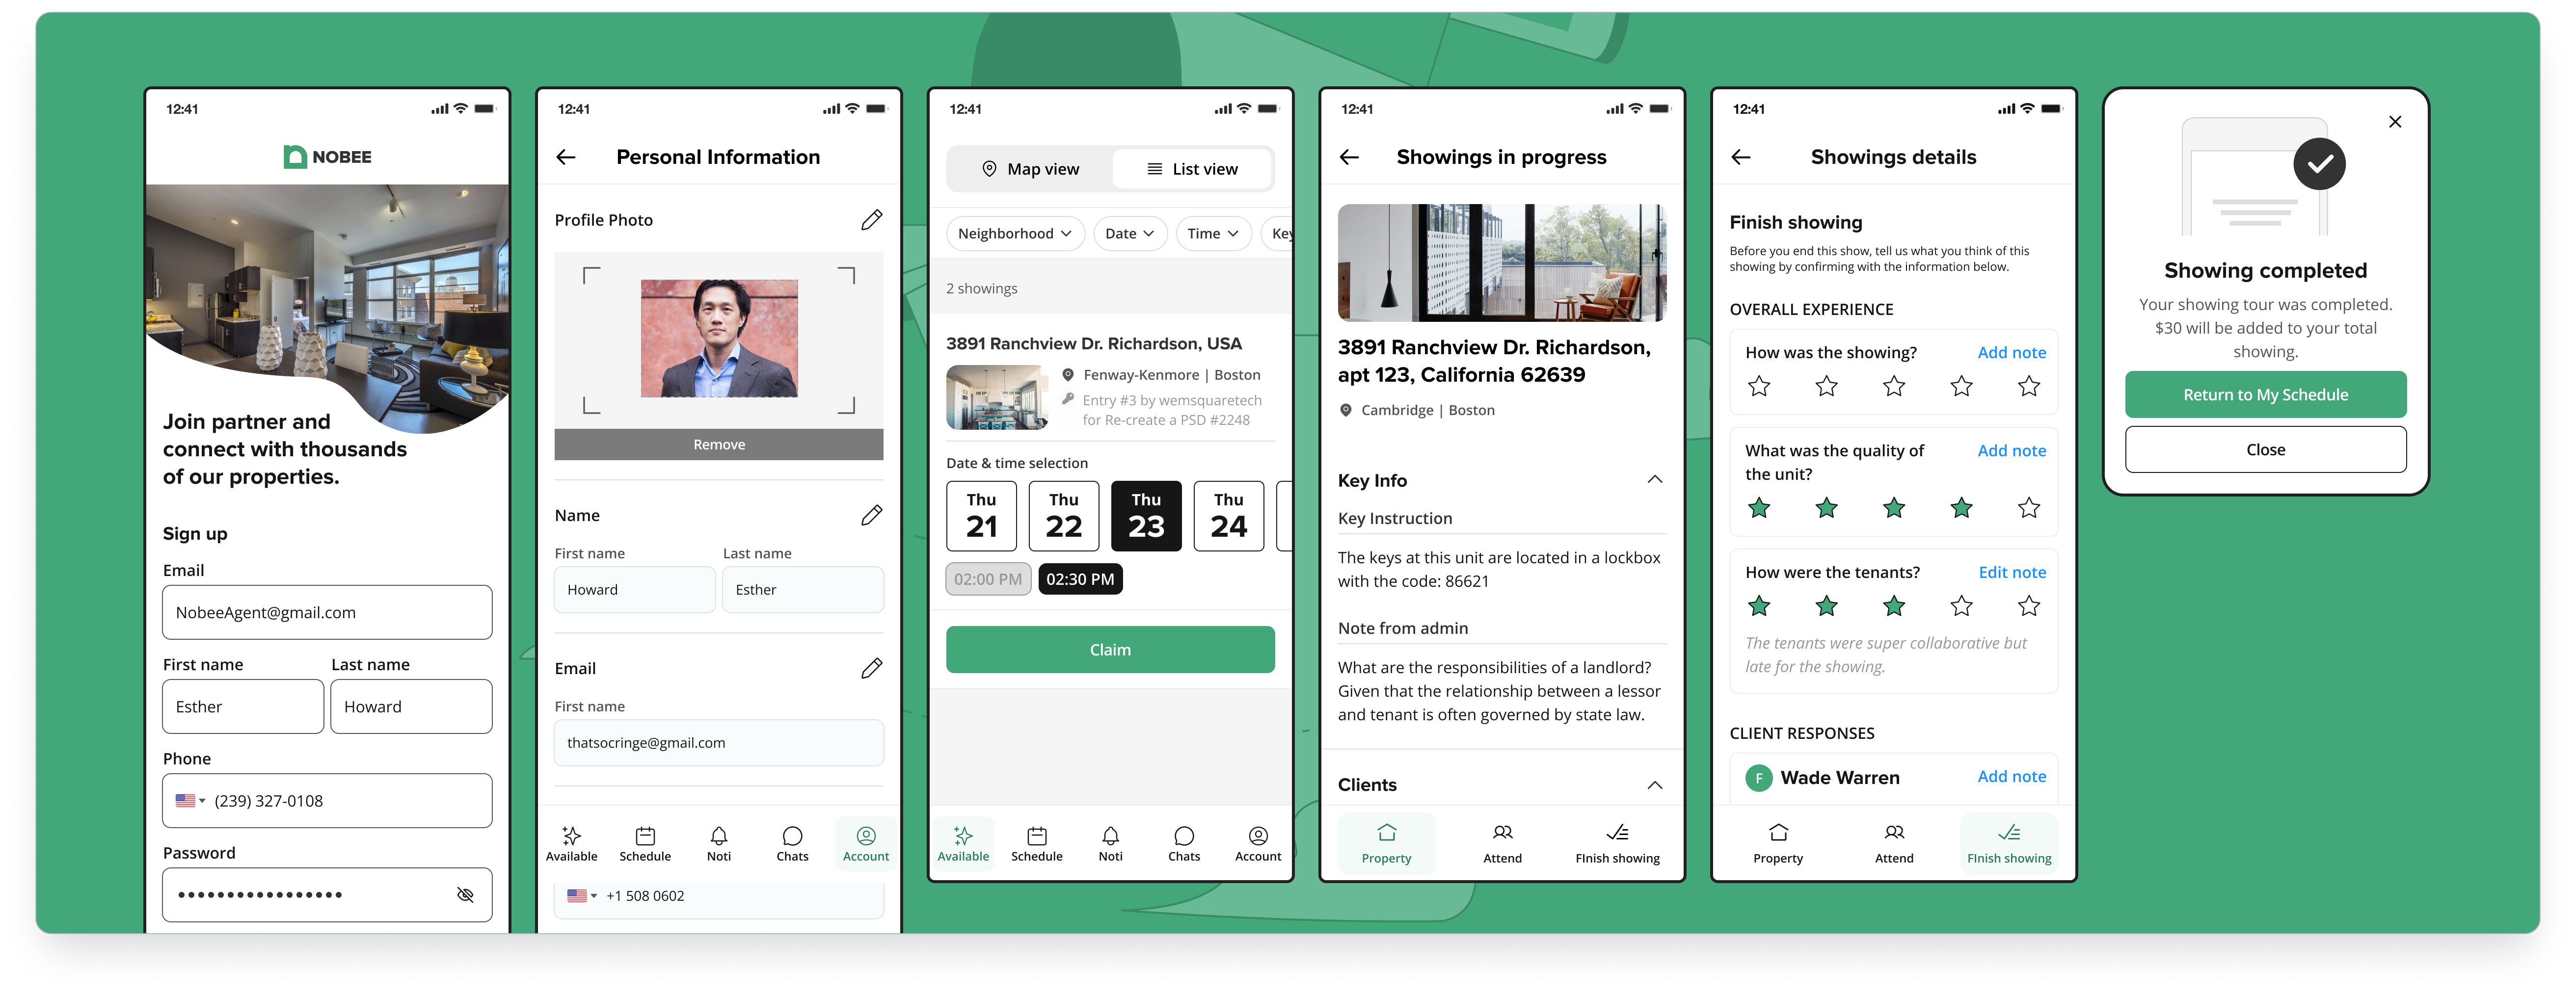 12:41
NOBEE
Join partner and
connect with thousands
of our properties.
Sign up
Email
NobeeAgent@gmail.com
First name
Last name
Esther
Howard
Phone
(239) 327-0108
Password
12:41
Personal Information
Profile Photo
Remove
Name
First name
Last name
Howard
Esther
Email
First name
thatsocringe@gmail.com
Available
Schedule
Noti
Chats
Account
+1 508 0602
12:41
Map view
List view
Neighborhood
Date
Time
Key
2 showings
3891 Ranchview Dr. Richardson, USA
Fenway-Kenmore | Boston
Entry #3 by wemsquaretech
for Re-create a PSD #2248
Date & time selection
Thu
21
Thu
22
Thu
23
Thu
24
02:00 PM
02:30 PM
Claim
Available
Schedule
Noti
Chats
Account
12:41
Showings in progress
3891 Ranchview Dr. Richardson,
apt 123, California 62639
Cambridge | Boston
Key Info
Key Instruction
The keys at this unit are located in a lockbox
with the code: 86621
Note from admin
What are the responsibilities of a landlord?
Given that the relationship between a lessor
and tenant is often governed by state law.
Clients
Property
Attend
FInish showing
12:41
Showings details
Finish showing
Before you end this show, tell us what you think of this
showing by confirming with the information below.
OVERALL EXPERIENCE
How was the showing?
Add note
What was the quality of
the unit?
Add note
How were the tenants?
Edit note
The tenants were super collaborative but
late for the showing.
CLIENT RESPONSES
F
Wade Warren
Add note
Property
Attend
FInish showing
Showing completed
Your showing tour was completed.
$30 will be added to your total
showing.
Return to My Schedule
Close